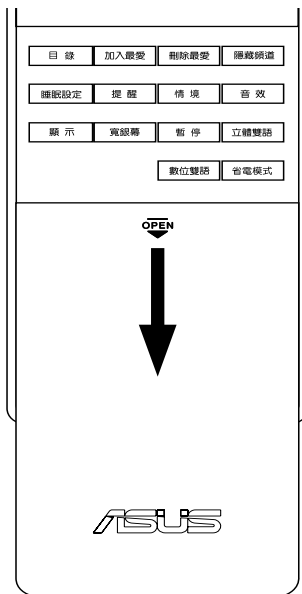 目錄 加入最愛 刪除最愛 隱藏頻道
睡眠設定 提醒 情境 音效
顯示 寬銀幕 暫停 立體雙語
數位雙語 省電模式
OPEN
ASUS